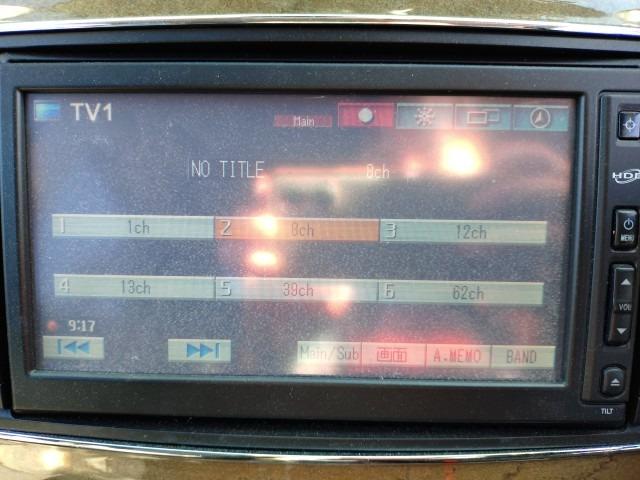 TV1
Main
NO TITLE 8ch
1 1ch 2 8ch 3 12ch
4 13ch 5 39ch 6 62ch
9:17
Main/Sub 画面 A.MEMO BAND
MENU
VOL
TILT